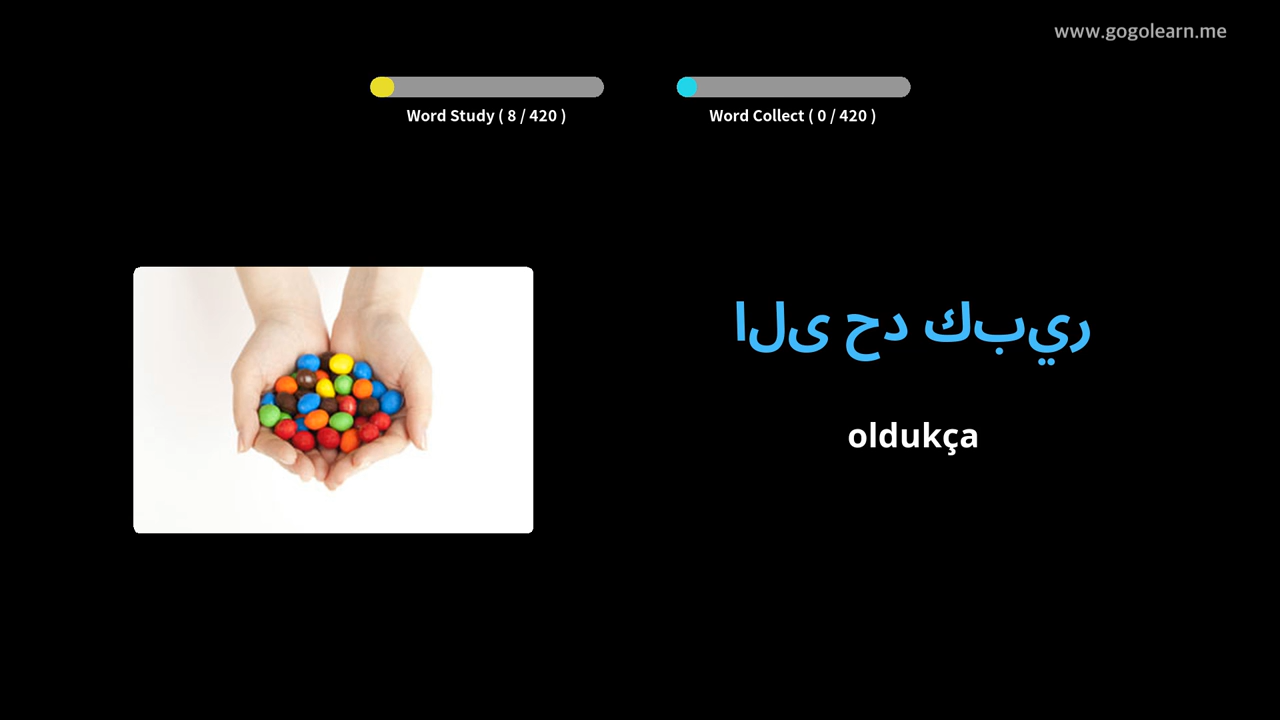 www.gogolearn.me
Word Study ( 8 / 420 )
Word Collect ( 0 / 420 )
الى حد كبير
oldukça